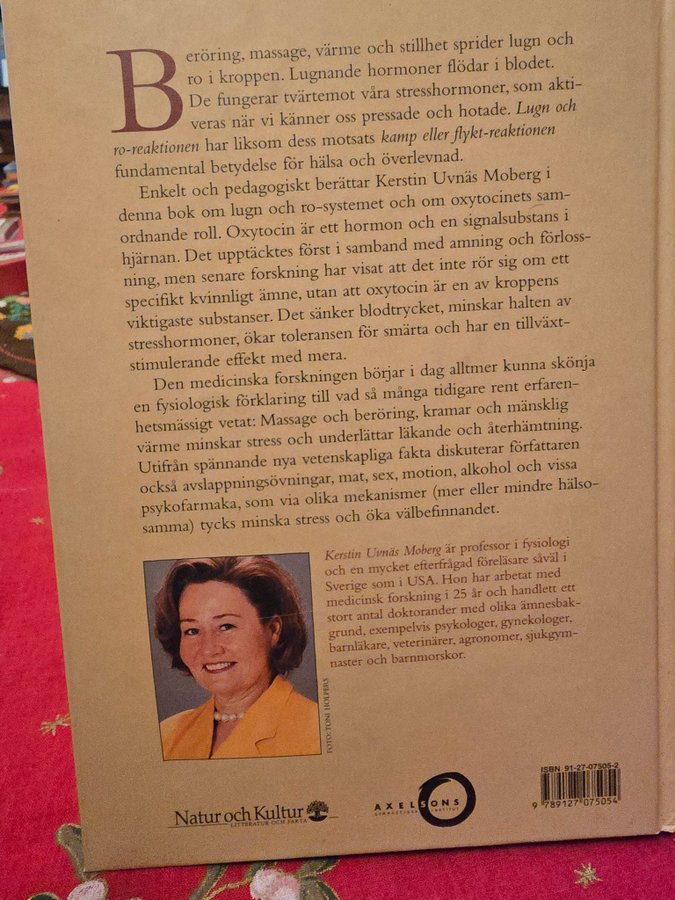 Beröring, massage, värme och stillhet sprider lugn och
ro i kroppen. Lugnande hormoner flödar i blodet.
De fungerar tvärtemot våra stresshormoner, som akti-
veras när vi känner oss pressade och hotade. Lugn och
ro-reaktionen har liksom dess motsats kamp eller flykt-reaktionen
fundamental betydelse för hälsa och överlevnad.
Enkelt och pedagogiskt berättar Kerstin Uvnäs Moberg i
denna bok om lugn och ro-systemet och om oxytocinets sam-
ordnande roll. Oxytocin är ett hormon och en signalsubstans i
hjärnan. Det upptäcktes först i samband med amning och förloss-
ning, men senare forskning har visat att det inte rör sig om ett
specifikt kvinnligt ämne, utan att oxytocin är en av kroppens
viktigaste substanser. Det sänker blodtrycket, minskar halten av
stresshormoner, ökar toleransen för smärta och har en tillväxt-
stimulerande effekt med mera.
Den medicinska forskningen börjar i dag alltmer kunna skönja
en fysiologisk förklaring till vad så många tidigare rent erfaren-
hetsmässigt vetat: Massage och beröring, kramar och mänsklig
värme minskar stress och underlättar läkande och återhämtning.
Utifrån spännande nya vetenskapliga fakta diskuterar författaren
också avslappningsövningar, mat, sex, motion, alkohol och vissa
psykofarmaka, som via olika mekanismer (mer eller mindre hälso-
samma) tycks minska stress och öka välbefinnandet.
Kerstin Uvnäs Moberg är professor i fysiologi
och en mycket efterfrågad föreläsare såväl i
Sverige som i USA. Hon har arbetat med
medicinsk forskning i 25 år och handlett ett
stort antal doktorander med olika ämnesbak-
grund, exempelvis psykologer, gynekologer,
barnläkare, veterinärer, agronomer, sjukgym-
naster och barnmorskor.
FOTO: TONI HOLPERS
Natur och Kultur
LITTERATUR OCH FAKTA
AXELSONS
GYMNASTISKA INSTITUT
ISBN 91-27-07505-2
9 789127 075054